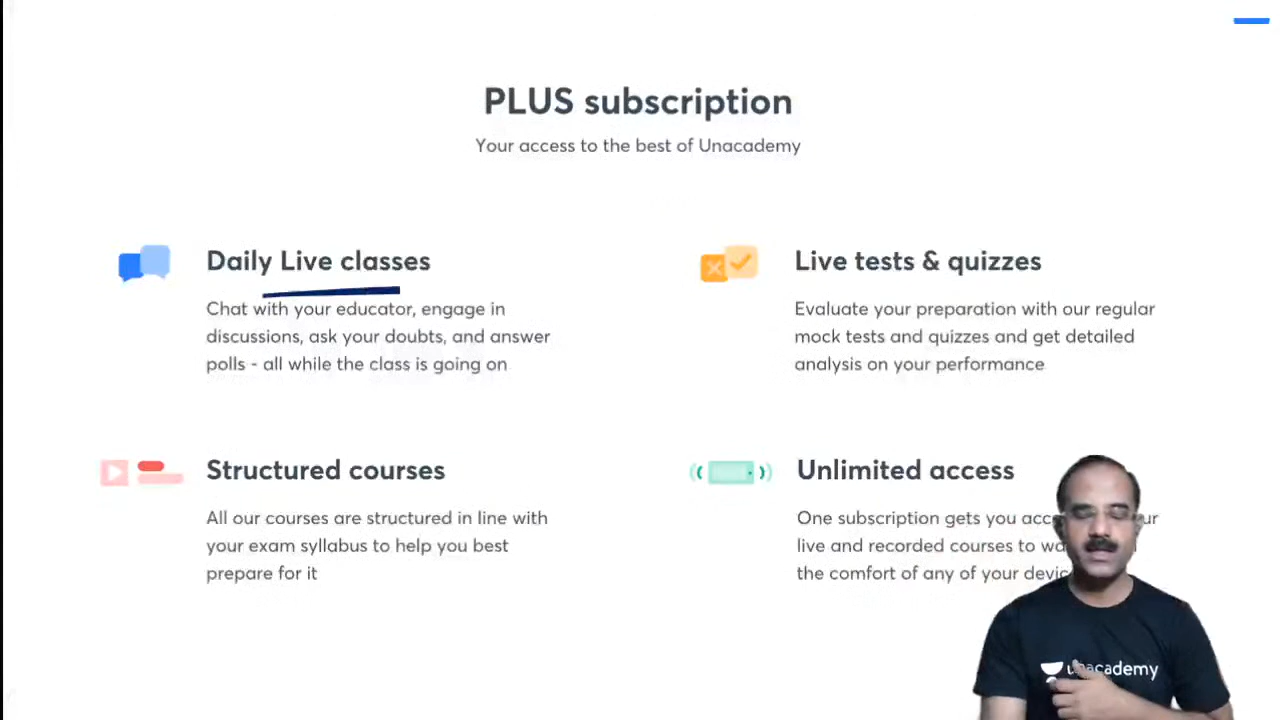 PLUS subscription
Your access to the best of Unacademy
Daily Live classes
Chat with your educator, engage in
discussions, ask your doubts, and answer
polls - all while the class is going on
Live tests & quizzes
Evaluate your preparation with our regular
mock tests and quizzes and get detailed
analysis on your performance
Structured courses
All our courses are structured in line with
your exam syllabus to help you best
prepare for it
Unlimited access
One subscription gets you
live and recorded courses to
the comfort of any of your
unacademy